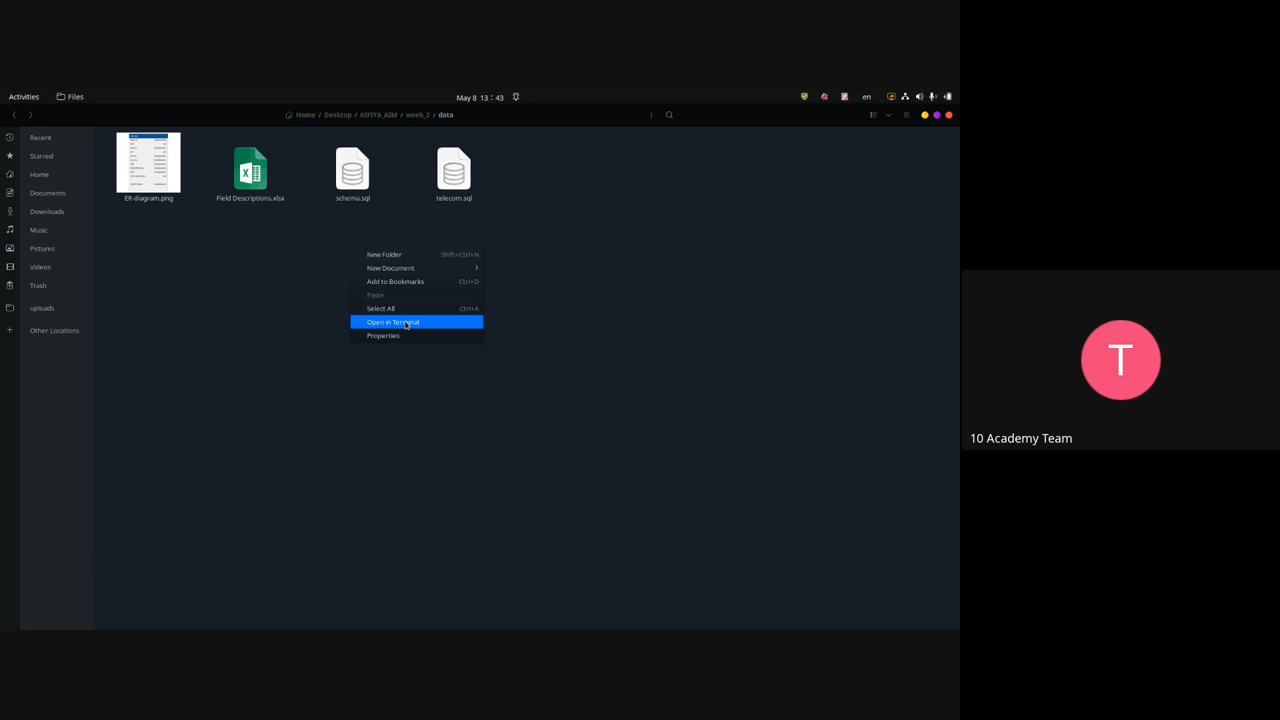 Activities
Files
May 8 13:43
en
Home / Desktop / KIFIYA_AIM / week_2 / data
Recent
Starred
Home
Documents
Downloads
Music
Pictures
Videos
Trash
uploads
Other Locations
ER-diagram.png
Field Descriptions.xlsx
schema.sql
telecom.sql
New Folder Shift+Ctrl+N
New Document
Add to Bookmarks Ctrl+D
Paste
Select All Ctrl+A
Open in Terminal
Properties
T
10 Academy Team